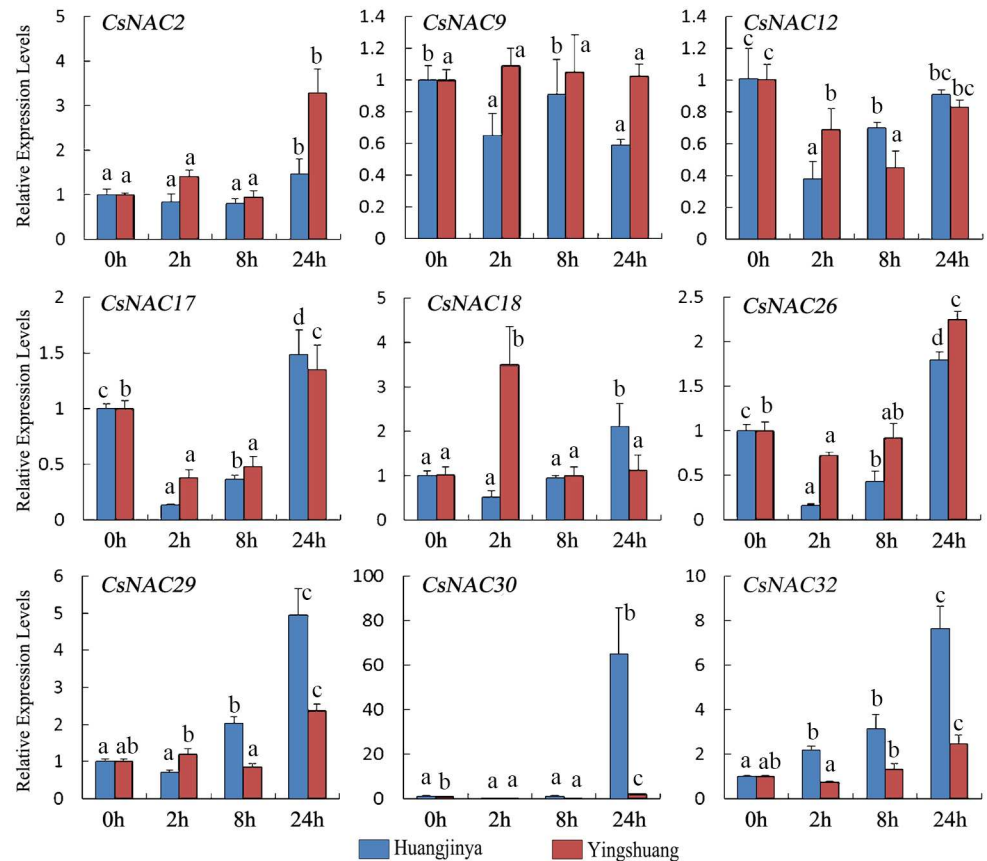 CsNAC2 CsNAC9 CsNAC12
Relative Expression Levels
5 4 3 2 1 0
a a a a a a b b
0h 2h 8h 24h
1.4 1.2 1 0.8 0.6 0.4 0.2 0
b a a a b a a a
0h 2h 8h 24h
1.4 1.2 1 0.8 0.6 0.4 0.2 0
c c a b b a bc bc
0h 2h 8h 24h
CsNAC17 CsNAC18 CsNAC26
Relative Expression Levels
2 1.5 1 0.5 0
c b a a b a d c
0h 2h 8h 24h
5 4 3 2 1 0
a a a b a a b a
0h 2h 8h 24h
2.5 2 1.5 1 0.5 0
c b a a b ab d c
0h 2h 8h 24h
CsNAC29 CsNAC30 CsNAC32
Relative Expression Levels
6 5 4 3 2 1 0
a ab a b b a c c
0h 2h 8h 24h
100 80 60 40 20 0
a b a a a a b c
0h 2h 8h 24h
10 8 6 4 2 0
a ab b a b b c c
0h 2h 8h 24h
Huangjinya Yingshuang